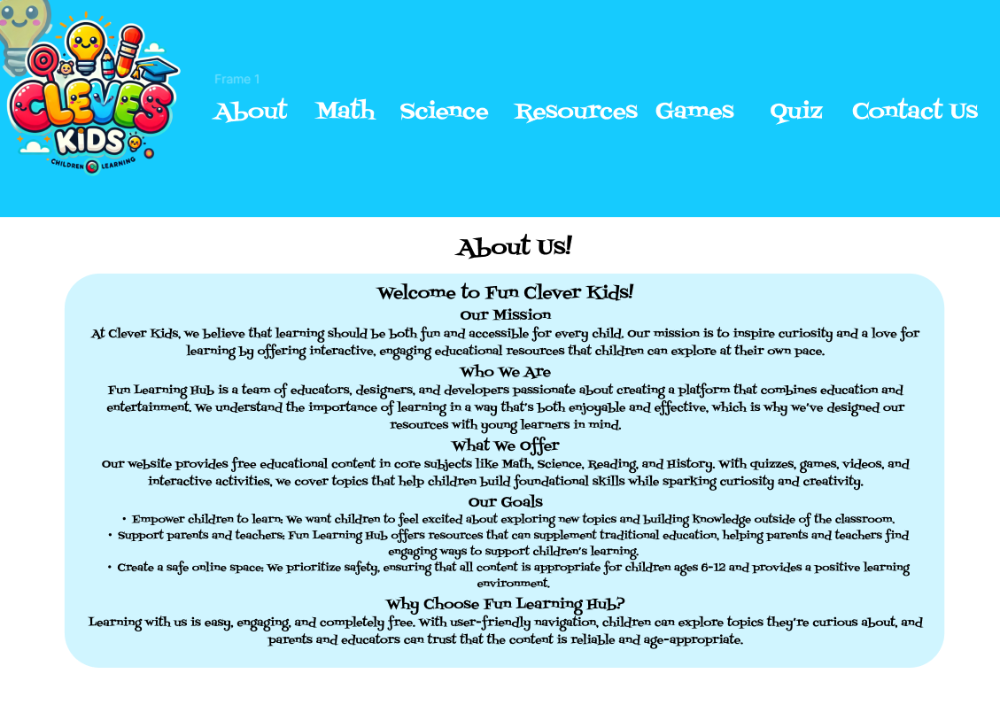 CLEVES
KIDS
CHILDREN LEARNING
Frame 1
About Math Science Resources Games Quiz Contact Us
About Us!
Welcome to Fun Clever Kids!
Our Mission
At Clever Kids, we believe that learning should be both fun and accessible for every child. Our mission is to inspire curiosity and a love for
learning by offering interactive, engaging educational resources that children can explore at their own pace.
Who We Are
Fun Learning Hub is a team of educators, designers, and developers passionate about creating a platform that combines education and
entertainment. We understand the importance of learning in a way that's both enjoyable and effective, which is why we've designed our
resources with young learners in mind.
What We Offer
Our website provides free educational content in core subjects like Math, Science, Reading, and History. With quizzes, games, videos, and
interactive activities, we cover topics that help children build foundational skills while sparking curiosity and creativity.
Our Goals
• Empower children to learn: We want children to feel excited about exploring new topics and building knowledge outside of the classroom.
• Support parents and teachers: Fun Learning Hub offers resources that can supplement traditional education, helping parents and teachers find
engaging ways to support children's learning.
• Create a safe online space: We prioritize safety, ensuring that all content is appropriate for children ages 6-12 and provides a positive learning
environment.
Why Choose Fun Learning Hub?
Learning with us is easy, engaging, and completely free. With user-friendly navigation, children can explore topics they're curious about, and
parents and educators can trust that the content is reliable and age-appropriate.